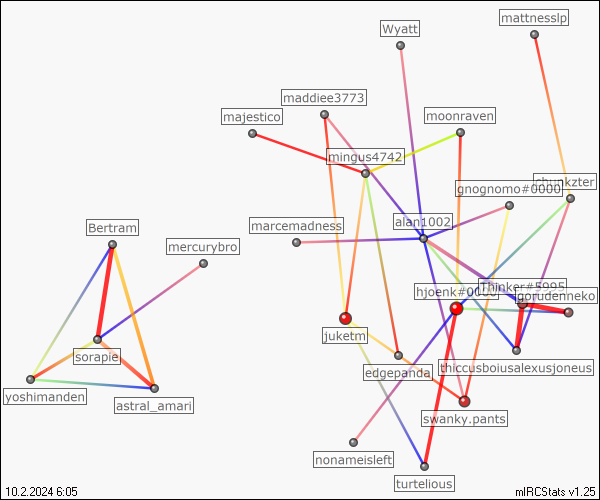 mattnesslp
Wyatt
maddiee3773
majestico
moonraven
mingus4742
gnognomo#0000
alan1002
marcemadness
Bertram
mercurybro
thinker#5995
hjoenk#0000
gorudenneko
juketm
sorapie
thiccusboiusalexusjoneus
edgepanda
yoshimanden
astral_amari
swanky.pants
nonameisleft
turtelious
10.2.2024 6:05
mIRCStats v1.25